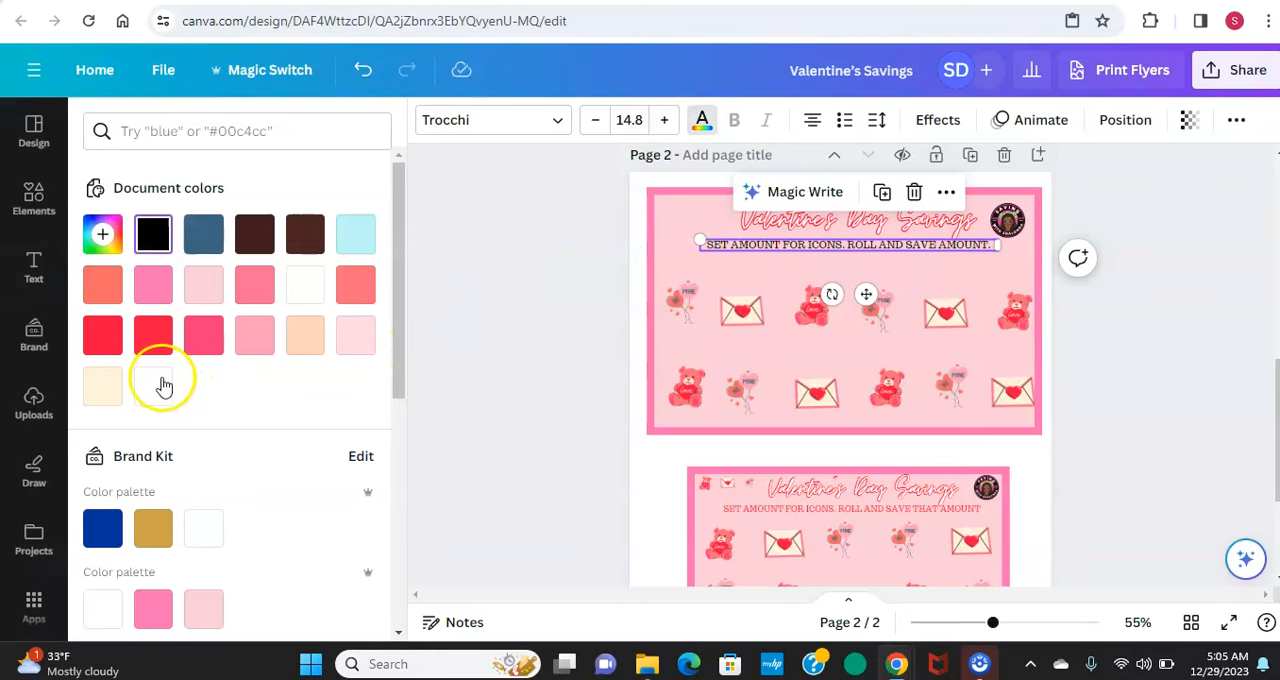 canva.com/design/DAF4WttzcDI/QA2jZbnrx3EbYQvyenU-MQ/edit
S
Home File Magic Switch Valentine's Savings SD Print Flyers Share
Design
Elements
Text
Brand
Uploads
Draw
Projects
Apps
Try "blue" or "#00c4cc"
Document colors
Brand Kit Edit
Color palette
Color palette
Trocchi 14.8 A B I Effects Animate Position
Page 2 - Add page title
Magic Write
Valentine's Day Savings
SET AMOUNT FOR ICONS. ROLL AND SAVE AMOUNT.
Valentine's Day Savings
SET AMOUNT FOR ICONS. ROLL AND SAVE THAT AMOUNT
Notes Page 2 / 2 55%
1 33°F
Mostly cloudy
Search
5:05 AM
12/29/2023